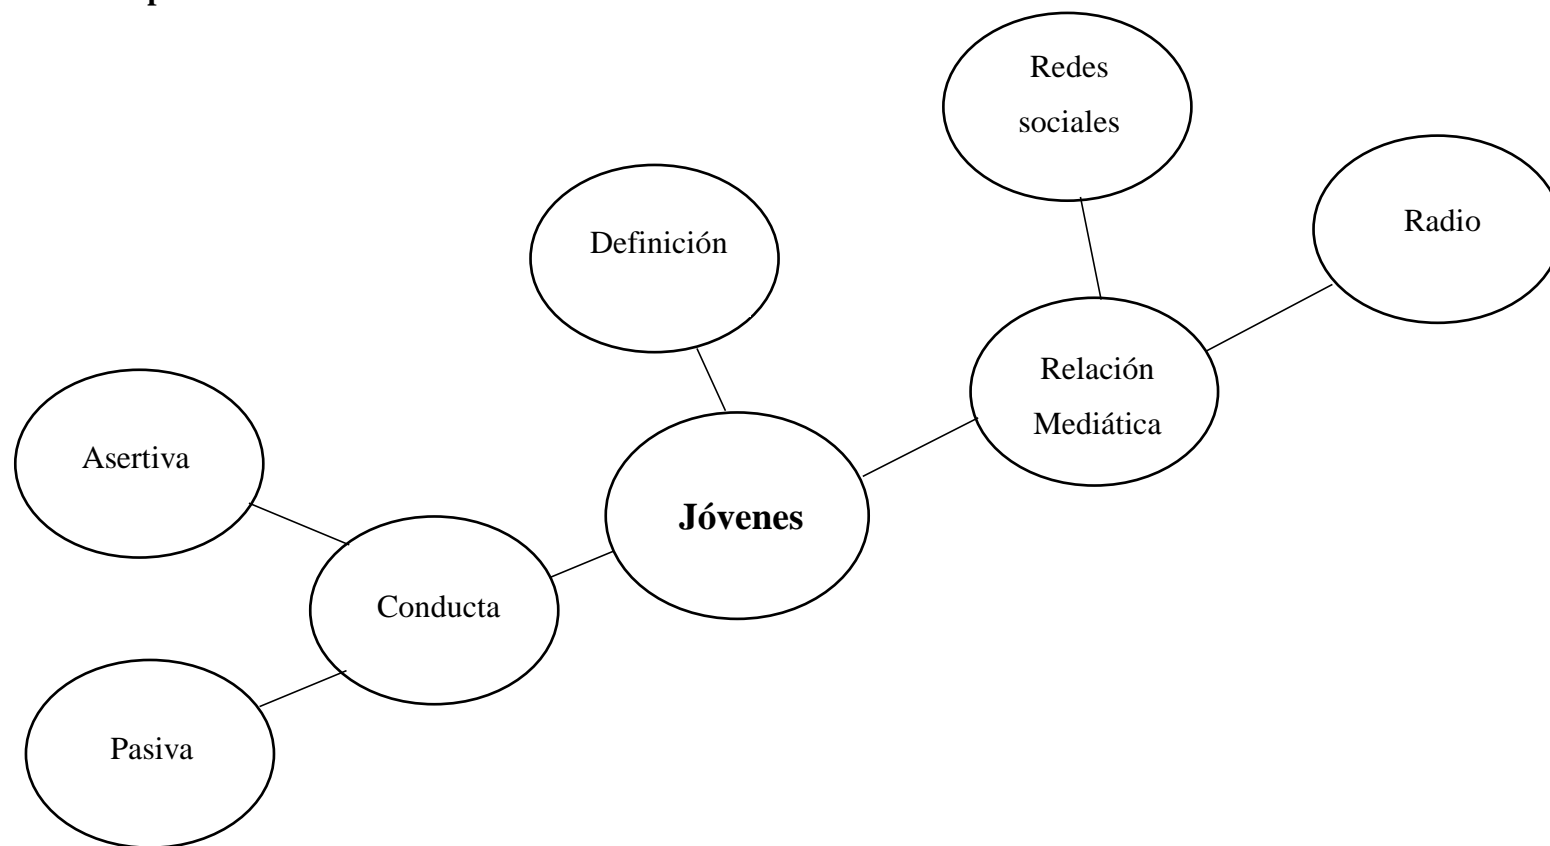 Redes
sociales
Radio
Definición
Relación
Mediática
Asertiva
Jóvenes
Conducta
Pasiva